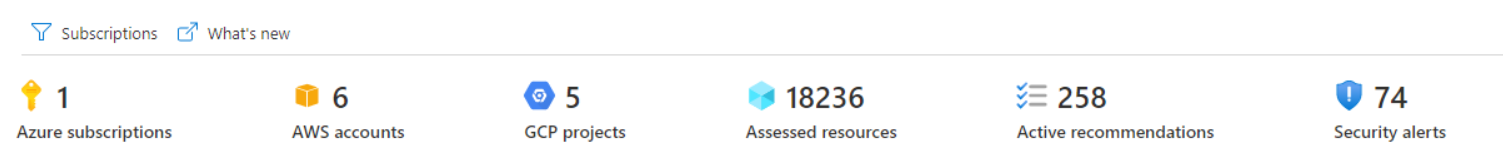 Subscriptions What's new
1 6 5 18236 258 74
Azure subscriptions AWS accounts GCP projects Assessed resources Active recommendations Security alerts